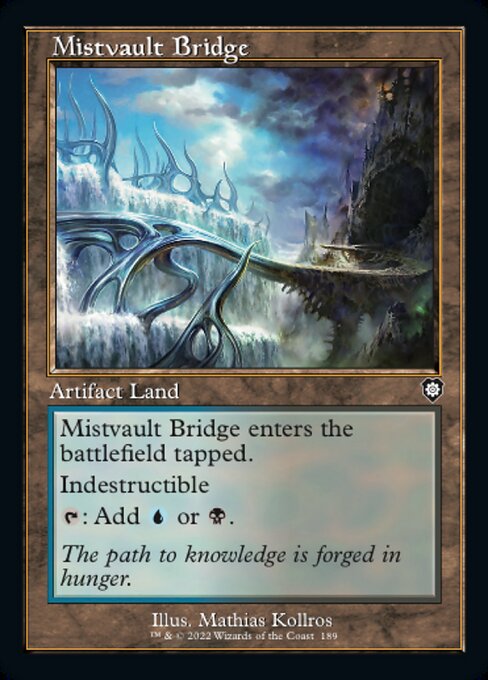 Mistvault Bridge
Artifact Land
Mistvault Bridge enters the
battlefield tapped.
Indestructible
: Add or .
The path to knowledge is forged in
hunger.
Illus. Mathias Kollros
™ & © 2022 Wizards of the Coast 189